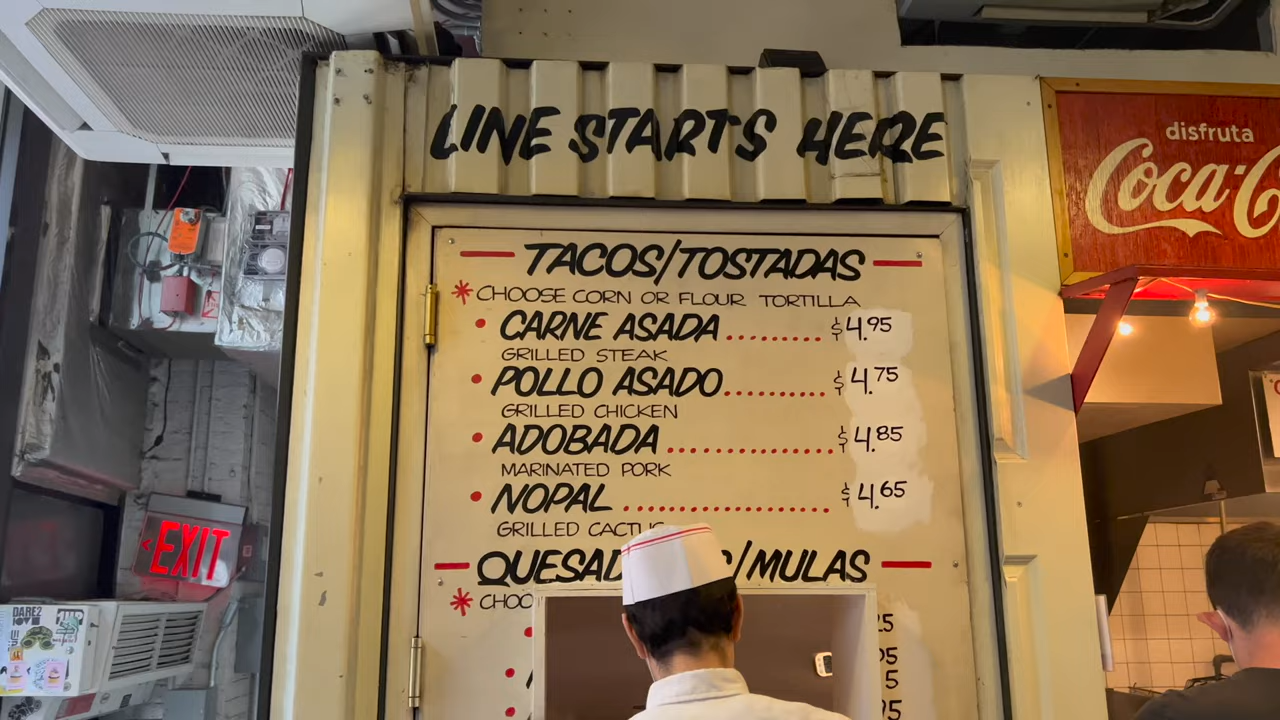 LINE STARTS HERE
disfruta
Coca-C
TACOS/TOSTADAS
*CHOOSE CORN OR FLOUR TORTILLA
• CARNE ASADA ........... $4.95
GRILLED STEAK
• POLLO ASADO ........... $4.75
GRILLED CHICKEN
• ADOBADA .................. $4.85
MARINATED PORK
• NOPAL ...................... $4.65
GRILLED CACTUS
QUESAD S/MULAS
*CHOO
<EXIT
DARE2